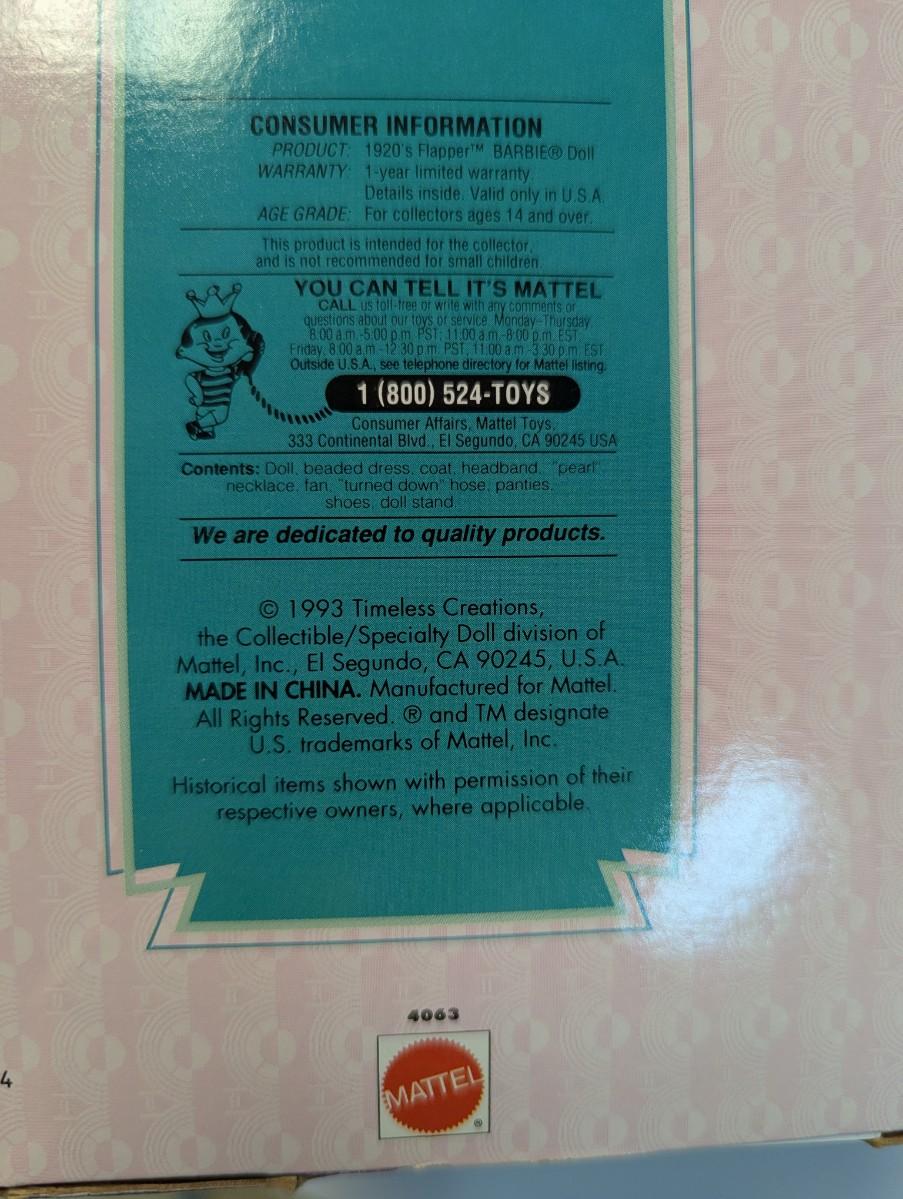 CONSUMER INFORMATION
PRODUCT: 1920's Flapper™ BARBIE® Doll
WARRANTY: 1-year limited warranty.
Details inside. Valid only in U.S.A.
AGE GRADE: For collectors ages 14 and over.
This product is intended for the collector,
and is not recommended for small children.
YOU CAN TELL IT'S MATTEL
CALL us toll-free or write with any comments or
questions about our toys or service. Monday-Thursday
8:00 a.m.-5:00 p.m. PST; 11:00 a.m.-8:00 p.m. EST
Friday, 8:00 a.m.-12:30 p.m. PST, 11:00 a.m.-3:30 p.m. EST
Outside U.S.A., see telephone directory for Mattel listing.
1 (800) 524-TOYS
Consumer Affairs, Mattel Toys,
333 Continental Blvd., El Segundo, CA 90245 USA
Contents: Doll, beaded dress, coat, headband, "pearl"
necklace, fan, "turned down" hose, panties,
shoes, doll stand.
We are dedicated to quality products.
© 1993 Timeless Creations,
the Collectible/Specialty Doll division of
Mattel, Inc., El Segundo, CA 90245, U.S.A.
MADE IN CHINA. Manufactured for Mattel.
All Rights Reserved. ® and TM designate
U.S. trademarks of Mattel, Inc.
Historical items shown with permission of their
respective owners, where applicable.
4063
4
MATTEL
®